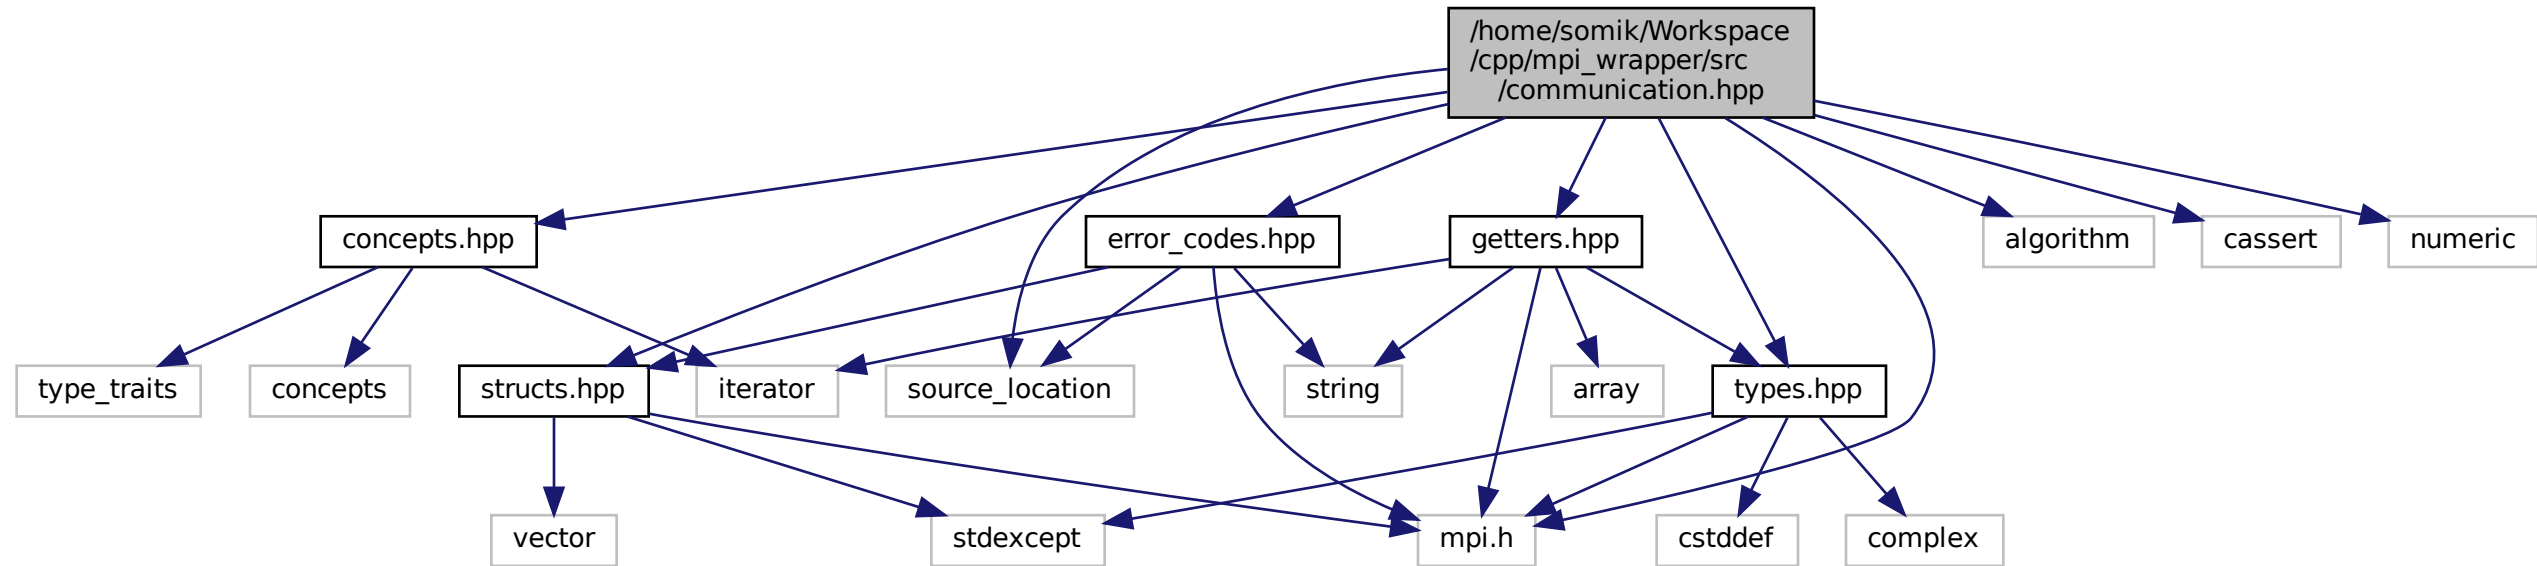 /home/somik/Workspace
/cpp/mpi_wrapper/src
/communication.hpp
concepts.hpp
error_codes.hpp
getters.hpp
algorithm
cassert
numeric
type_traits
concepts
structs.hpp
iterator
source_location
string
array
types.hpp
vector
stdexcept
mpi.h
cstddef
complex